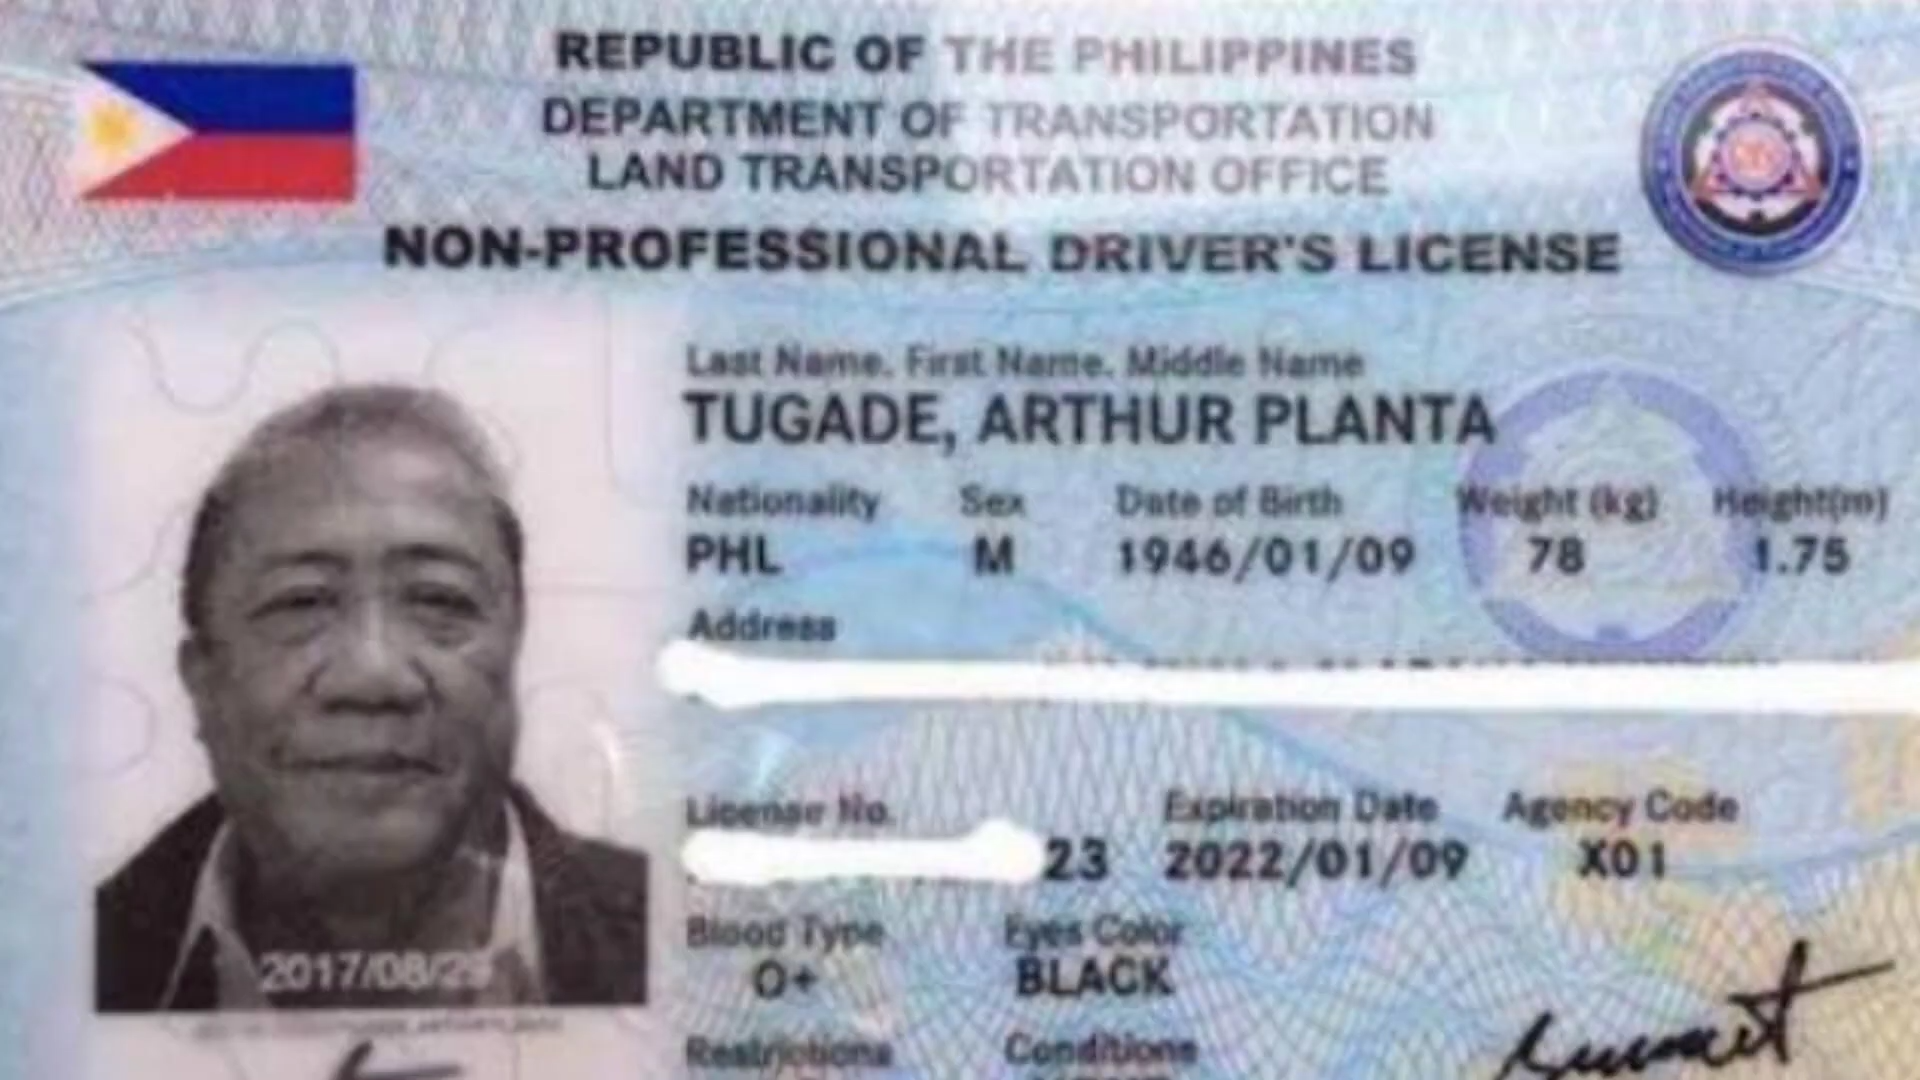 REPUBLIC OF THE PHILIPPINES
DEPARTMENT OF TRANSPORTATION
LAND TRANSPORTATION OFFICE
NON-PROFESSIONAL DRIVER'S LICENSE
Last Name. First Name. Middle Name
TUGADE, ARTHUR PLANTA
Nationality Sex Date of Birth Weight (kg) Height(m)
PHL M 1946/01/09 78 1.75
Address
License No. Expiration Date Agency Code
23 2022/01/09 X01
Blood Type Eyes Color
O+ BLACK
2017/08/
Restrictions Conditions